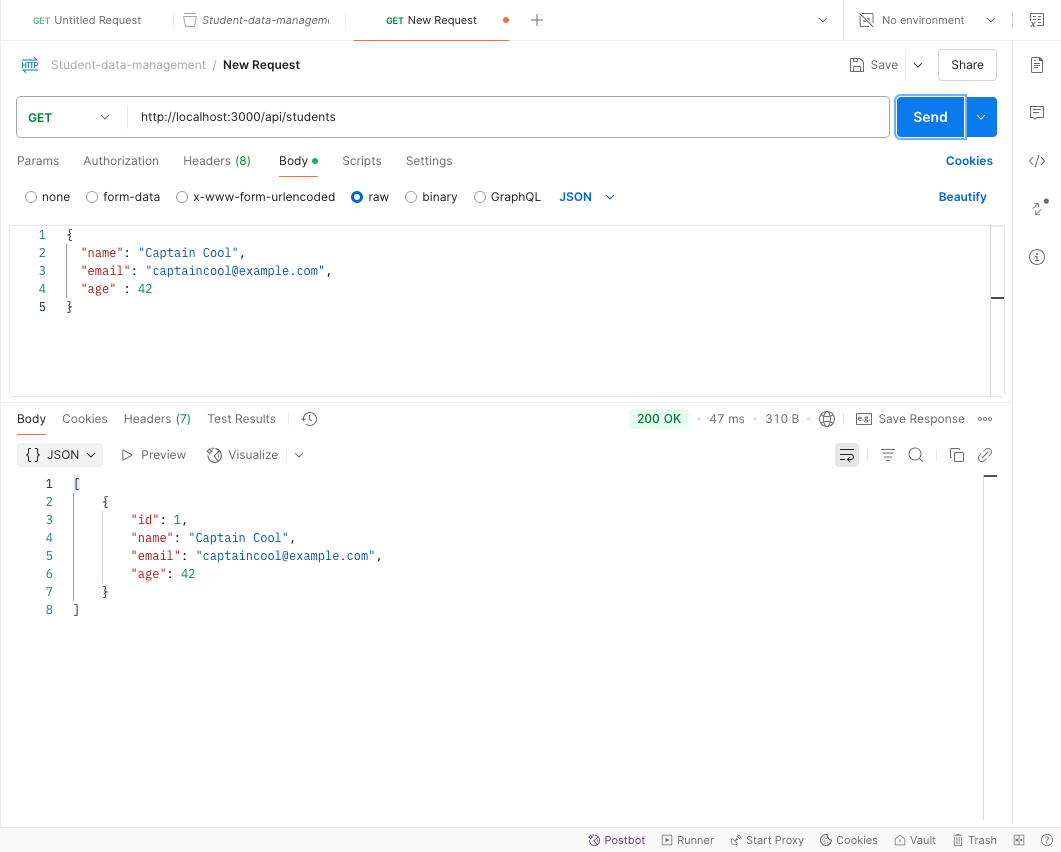 GET Untitled Request
Student-data-managem
GET New Request
No environment
HTTP
Student-data-management / New Request
Save
Share
GET
http://localhost:3000/api/students
Send
Params
Authorization
Headers (8)
Body
Scripts
Settings
Cookies
none
form-data
x-www-form-urlencoded
raw
binary
GraphQL
JSON
Beautify
1 {
2 "name": "Captain Cool",
3 "email": "captaincool@example.com",
4 "age" : 42
5 }
Body
Cookies
Headers (7)
Test Results
200 OK
47 ms
310 B
e.g.
Save Response
{} JSON
Preview
Visualize
1 [
2 {
3 "id": 1,
4 "name": "Captain Cool",
5 "email": "captaincool@example.com",
6 "age": 42
7 }
8 ]
Postbot
Runner
Start Proxy
Cookies
Vault
Trash